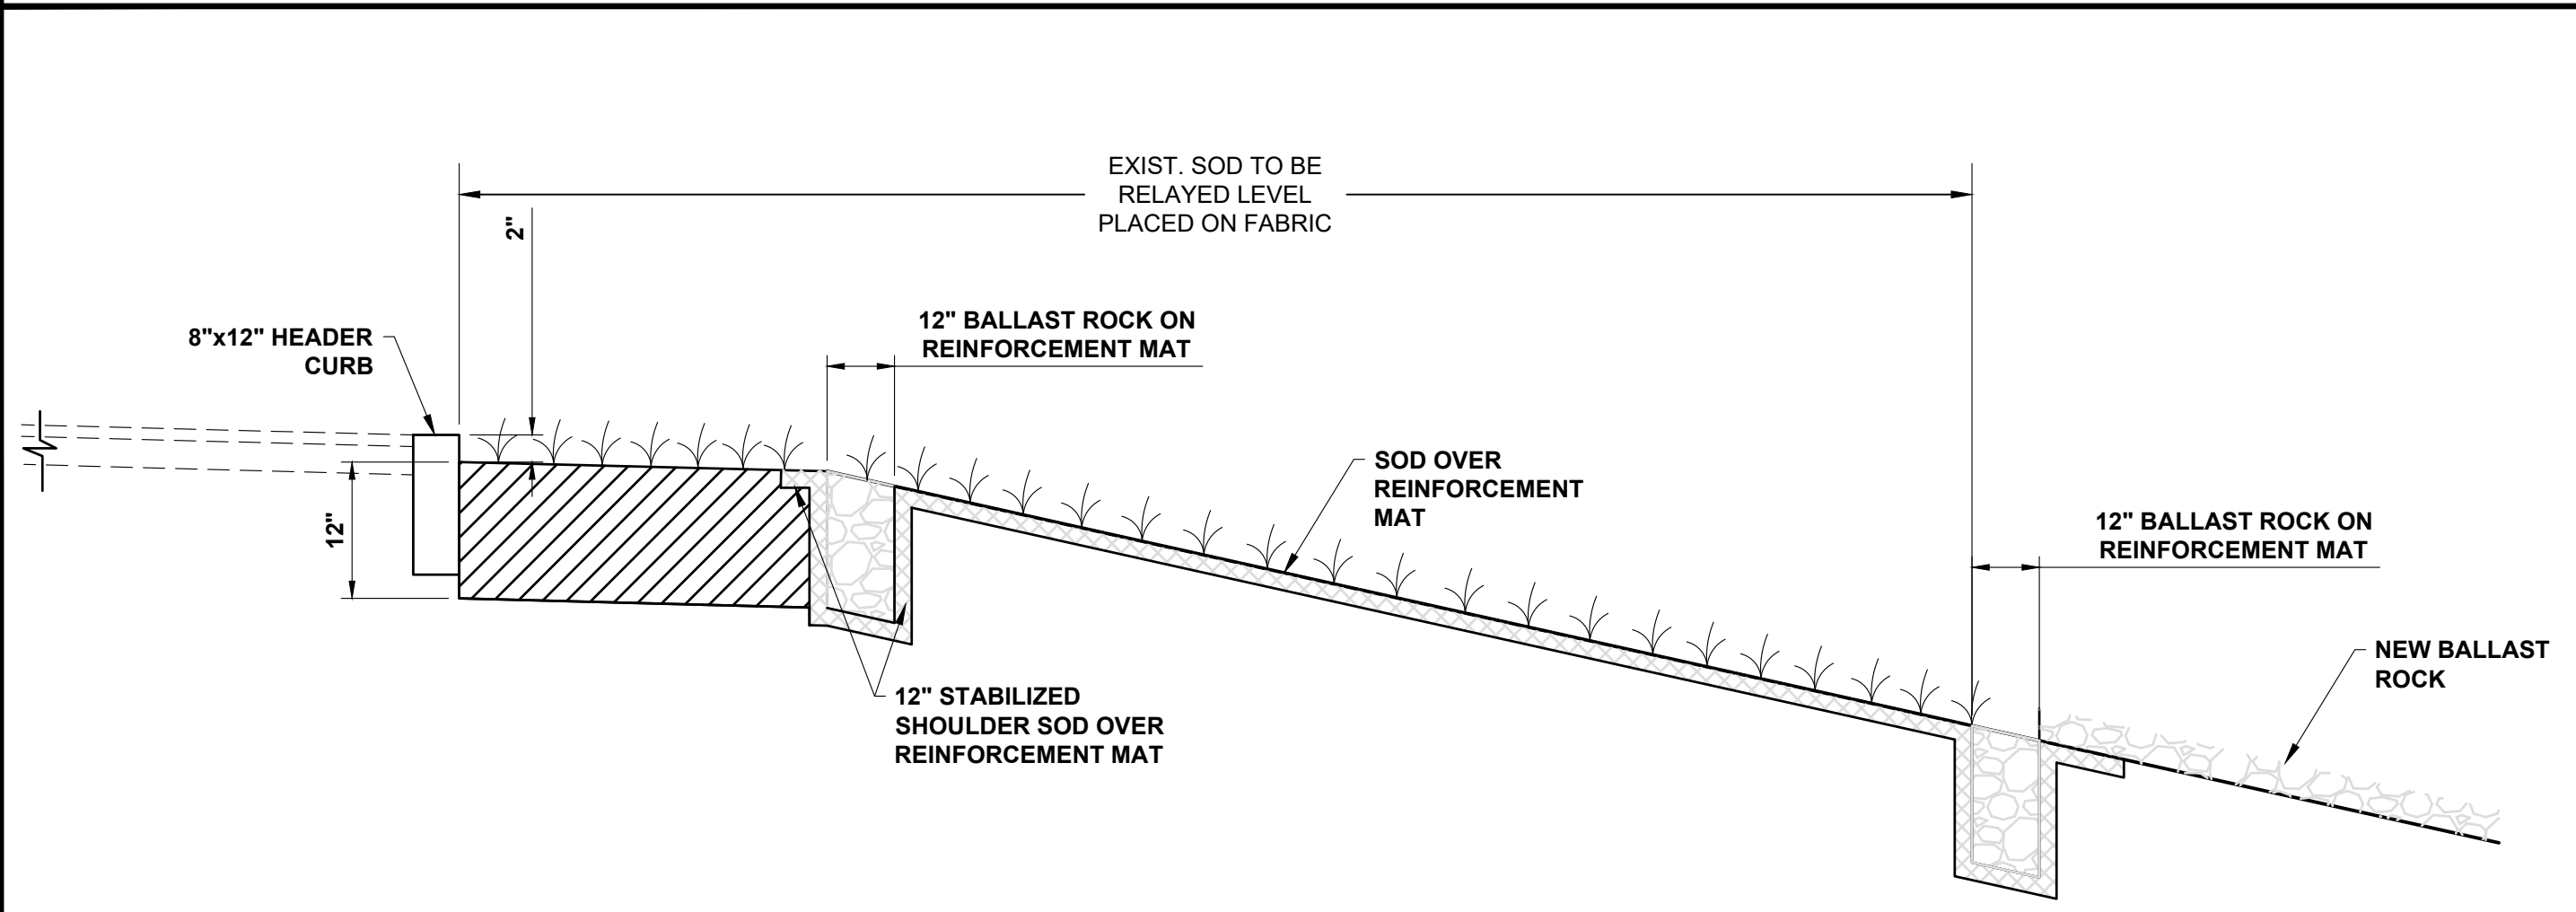 EXIST. SOD TO BE
RELAYED LEVEL
PLACED ON FABRIC
2"
12" BALLAST ROCK ON
REINFORCEMENT MAT
8"x12" HEADER
CURB
SOD OVER
REINFORCEMENT
MAT
12"
12" BALLAST ROCK ON
REINFORCEMENT MAT
NEW BALLAST
ROCK
12" STABILIZED
SHOULDER SOD OVER
REINFORCEMENT MAT